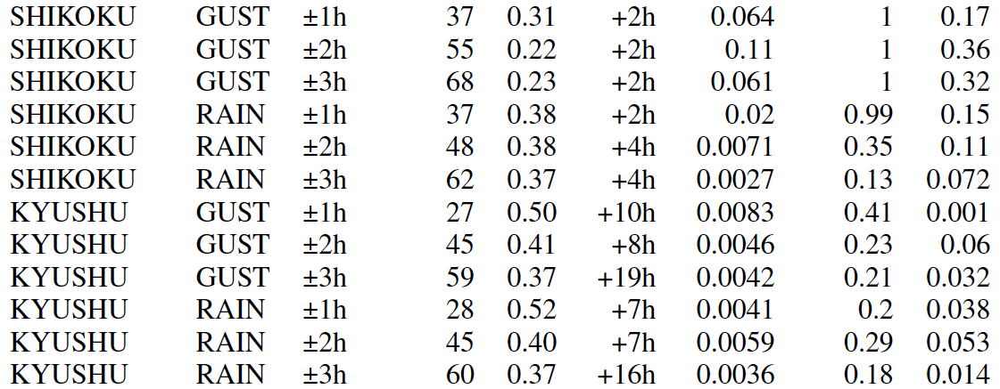 SHIKOKU GUST ±1h 37 0.31 +2h 0.064 1 0.17
SHIKOKU GUST ±2h 55 0.22 +2h 0.11 1 0.36
SHIKOKU GUST ±3h 68 0.23 +2h 0.061 1 0.32
SHIKOKU RAIN ±1h 37 0.38 +2h 0.02 0.99 0.15
SHIKOKU RAIN ±2h 48 0.38 +4h 0.0071 0.35 0.11
SHIKOKU RAIN ±3h 62 0.37 +4h 0.0027 0.13 0.072
KYUSHU GUST ±1h 27 0.50 +10h 0.0083 0.41 0.001
KYUSHU GUST ±2h 45 0.41 +8h 0.0046 0.23 0.06
KYUSHU GUST ±3h 59 0.37 +19h 0.0042 0.21 0.032
KYUSHU RAIN ±1h 28 0.52 +7h 0.0041 0.2 0.038
KYUSHU RAIN ±2h 45 0.40 +7h 0.0059 0.29 0.053
KYUSHU RAIN ±3h 60 0.37 +16h 0.0036 0.18 0.014